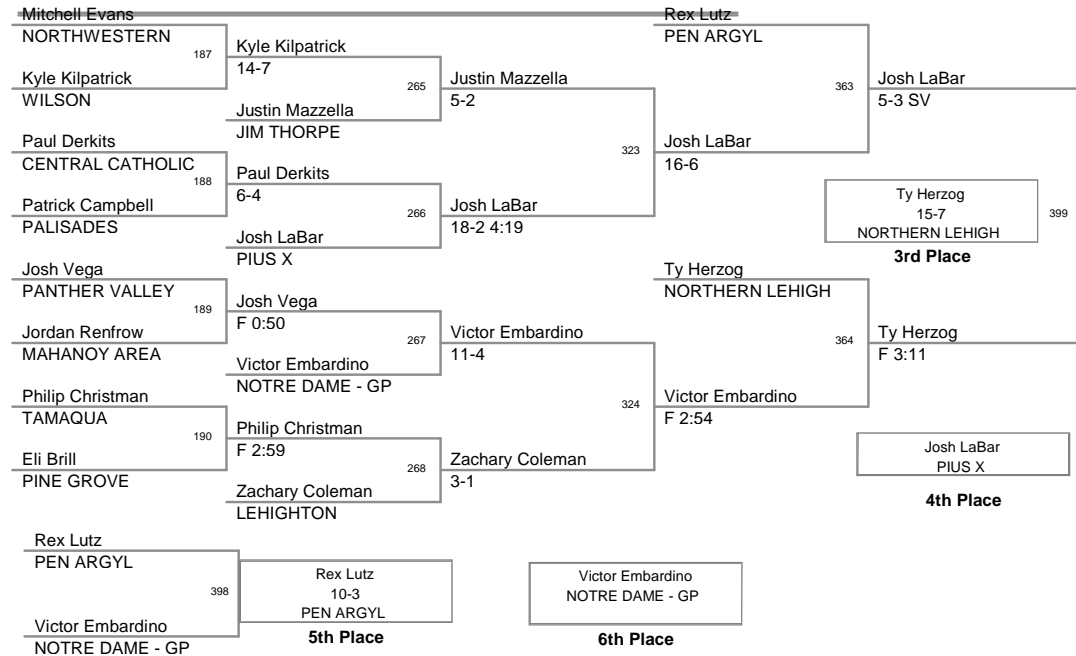 Mitchell Evans
NORTHWESTERN
187
Kyle Kilpatrick
WILSON
Kyle Kilpatrick
14-7
265
Justin Mazzella
JIM THORPE
Justin Mazzella
5-2
Paul Derkits
CENTRAL CATHOLIC
188
Patrick Campbell
PALISADES
Paul Derkits
6-4
266
Josh LaBar
PIUS X
Josh LaBar
18-2 4:19
323
Josh LaBar
16-6
Rex Lutz
PEN ARGYL
363
Josh LaBar
5-3 SV
Ty Herzog
15-7
NORTHERN LEHIGH
399
3rd Place
Josh Vega
PANTHER VALLEY
189
Jordan Renfrow
MAHANOY AREA
Josh Vega
F 0:50
267
Victor Embardino
NOTRE DAME - GP
Victor Embardino
11-4
Philip Christman
TAMAQUA
190
Eli Brill
PINE GROVE
Philip Christman
F 2:59
268
Zachary Coleman
LEHIGHTON
Zachary Coleman
3-1
324
Victor Embardino
F 2:54
Ty Herzog
NORTHERN LEHIGH
364
Ty Herzog
F 3:11
Josh LaBar
PIUS X
4th Place
Rex Lutz
PEN ARGYL
398
Victor Embardino
NOTRE DAME - GP
Rex Lutz
10-3
PEN ARGYL
5th Place
Victor Embardino
NOTRE DAME - GP
6th Place